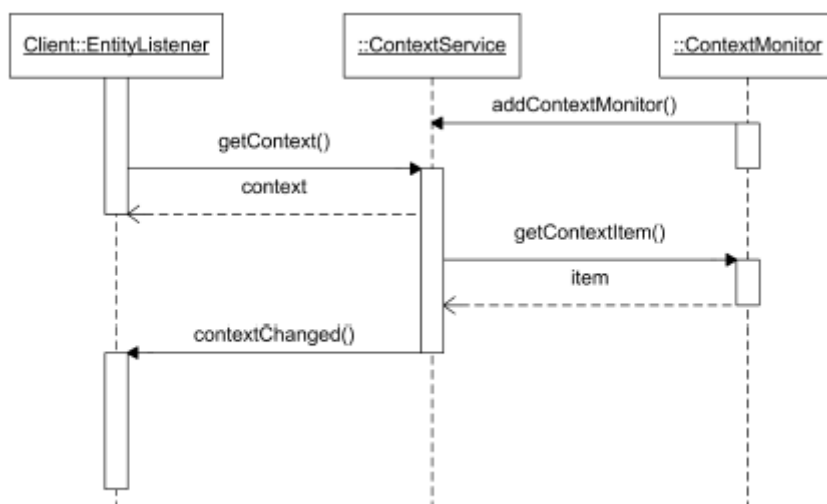 Client::EntityListener
::ContextService
::ContextMonitor
addContextMonitor()
getContext()
context
getContextItem()
item
contextChanged()